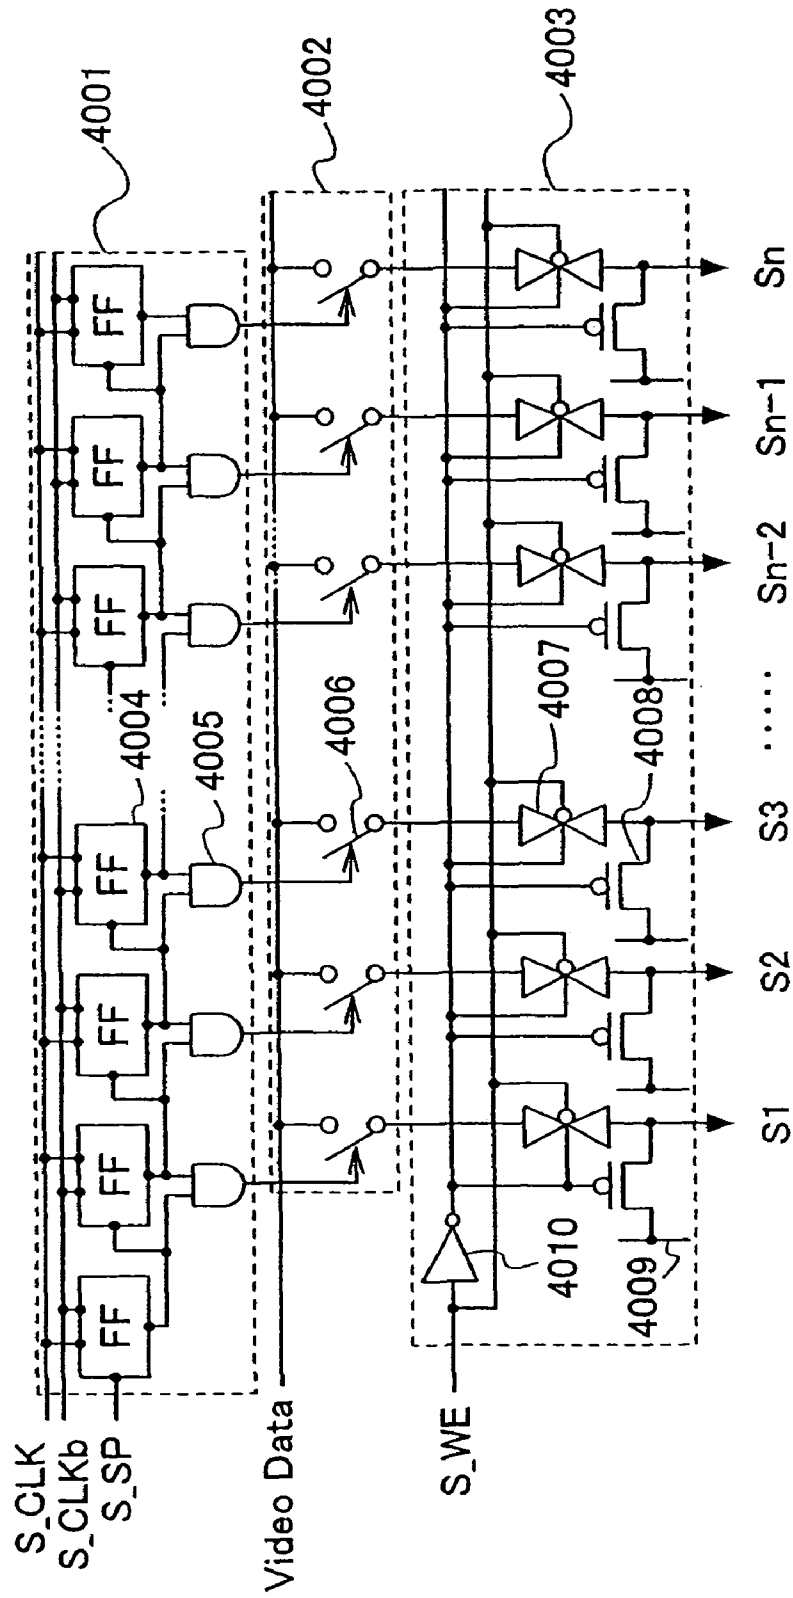 S_CLK
S_CLKb
S_SP
Video Data
S_WE
4001
4002
4003
FF
FF
FF
FF
FF
FF
FF
4004
4005
4006
4007
4008
4009
4010
S1
S2
S3
.....
Sn-2
Sn-1
Sn